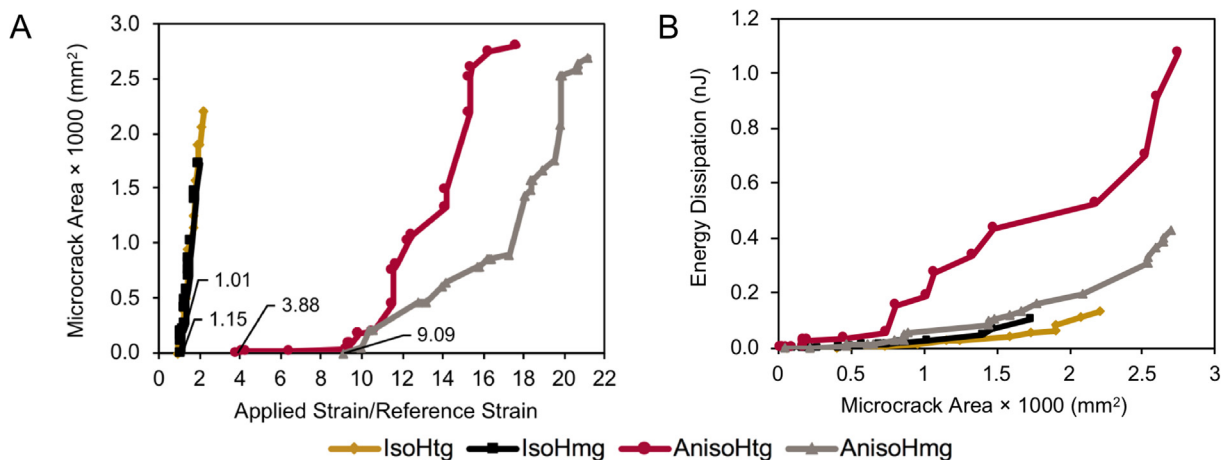 A
Microcrack Area × 1000 (mm²)
3.0
2.5
2.0
1.5
1.0
0.5
0.0
1.01
1.15
3.88
9.09
0 2 4 6 8 10 12 14 16 18 20 22
Applied Strain/Reference Strain
B
Energy Dissipation (nJ)
1.2
1.0
0.8
0.6
0.4
0.2
0.0
0 0.5 1 1.5 2 2.5 3
Microcrack Area × 1000 (mm²)
IsoHtg IsoHmg AnisoHtg AnisoHmg